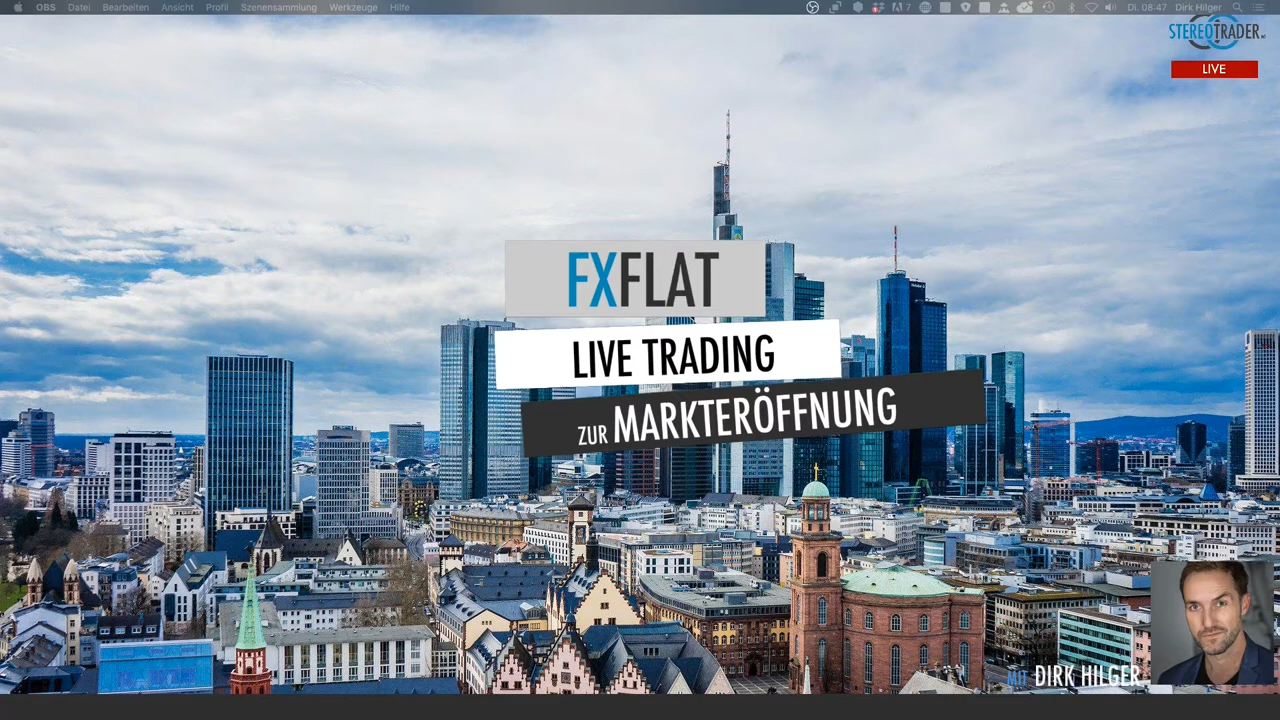 OBS Datei Bearbeiten Ansicht Profil Szenensammlung Werkzeuge Hilfe 7 Di. 08:47 Dirk Hilger
STEREOTRADER
LIVE
FXFLAT
LIVE TRADING
ZUR MARKTERÖFFNUNG
MIT DIRK HILGER